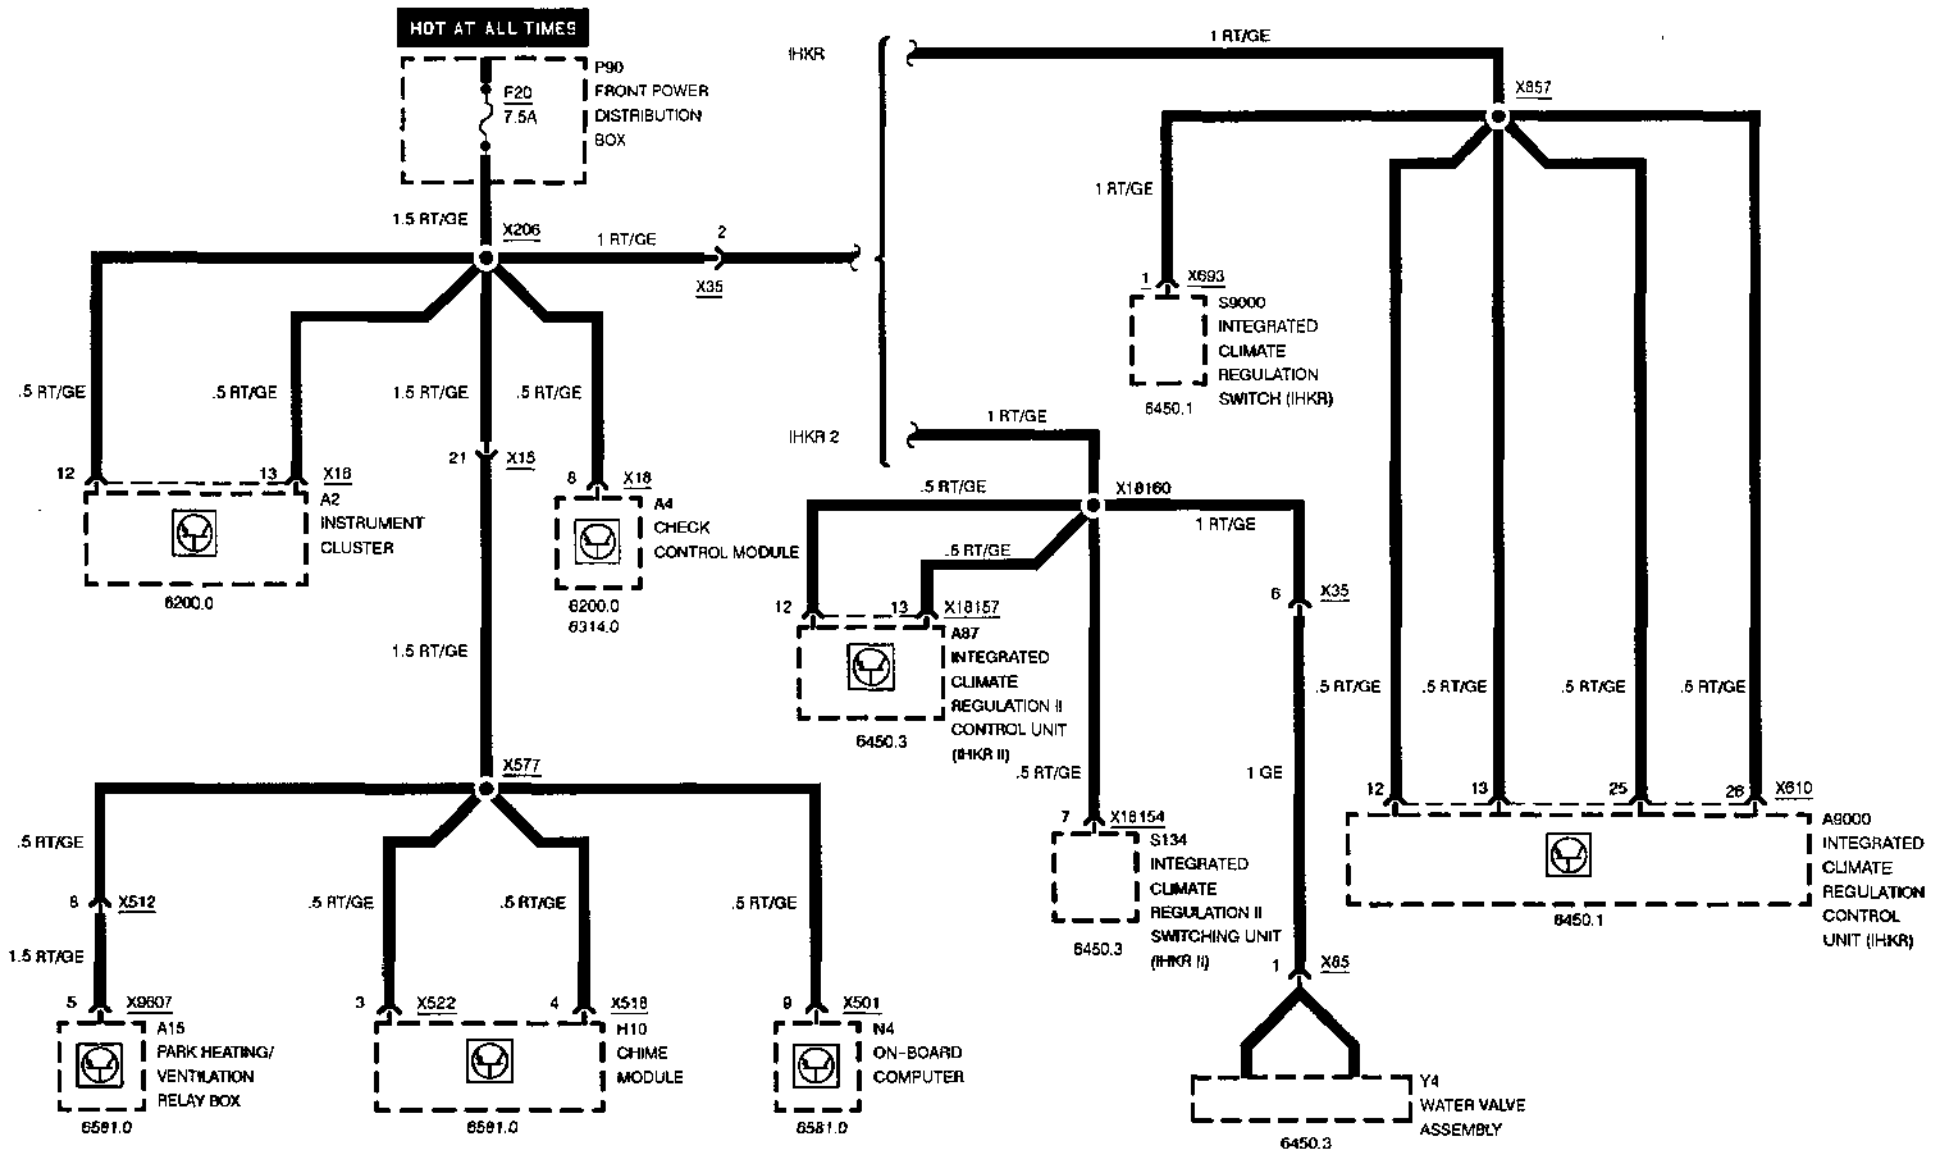 HOT AT ALL TIMES
P90
FRONT POWER
DISTRIBUTION
BOX
F20
7.5A
1.5 RT/GE
X206
1 RT/GE
2
X35
IHKR
1 RT/GE
X857
1 RT/GE
1
X693
S9000
INTEGRATED
CLIMATE
REGULATION
SWITCH (IHKR)
6450.1
.5 RT/GE
.5 RT/GE
1.5 RT/GE
.5 RT/GE
12
13
X16
A2
INSTRUMENT
CLUSTER
6200.0
21
X15
8
X18
A4
CHECK
CONTROL MODULE
6200.0
6314.0
1.5 RT/GE
IHKR 2
1 RT/GE
.5 RT/GE
X18160
1 RT/GE
.5 RT/GE
12
13
X18157
A87
INTEGRATED
CLIMATE
REGULATION II
CONTROL UNIT
(IHKR II)
6450.3
6
X35
.5 RT/GE
1 GE
7
X18154
S134
INTEGRATED
CLIMATE
REGULATION II
SWITCHING UNIT
(IHKR II)
6450.3
1
X85
Y4
WATER VALVE
ASSEMBLY
6450.3
.5 RT/GE
.5 RT/GE
.5 RT/GE
.5 RT/GE
12
13
25
26
X610
A9000
INTEGRATED
CLIMATE
REGULATION
CONTROL
UNIT (IHKR)
6450.1
X577
.5 RT/GE
6
X512
1.5 RT/GE
5
X9607
A15
PARK HEATING/
VENTILATION
RELAY BOX
6581.0
.5 RT/GE
.5 RT/GE
3
X522
4
X518
H10
CHIME
MODULE
6581.0
.5 RT/GE
9
X501
N4
ON-BOARD
COMPUTER
6581.0